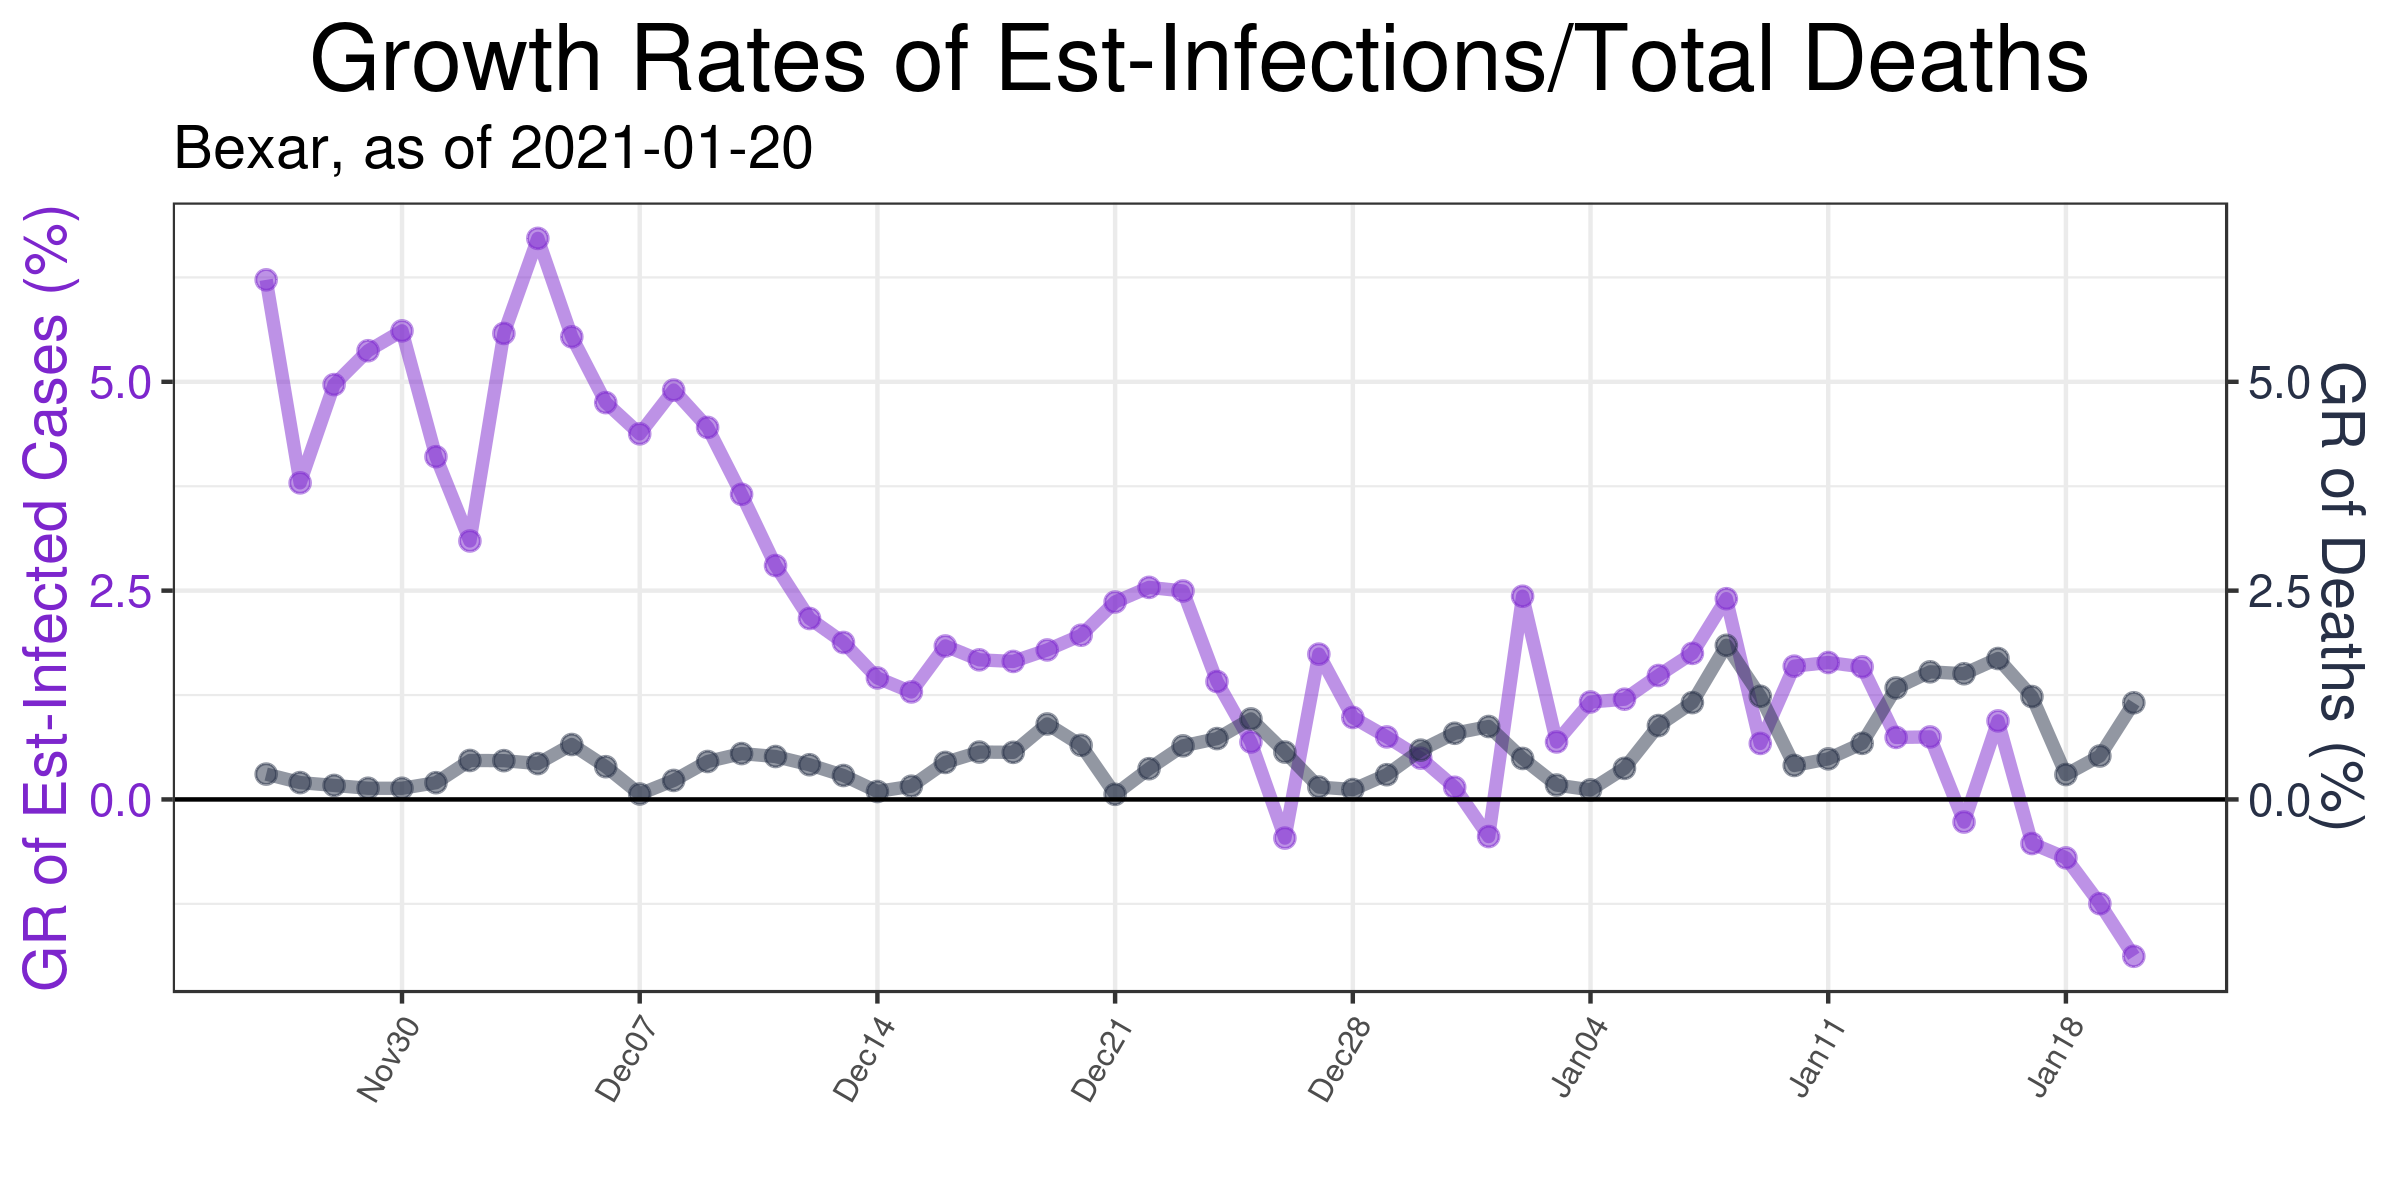 Growth Rates of Est-Infections/Total Deaths
Bexar, as of 2021-01-20
GR of Est-Infected Cases (%)
5.0
2.5
0.0
5.0
2.5
0.0
GR of Deaths (%)
Nov30
Dec07
Dec14
Dec21
Dec28
Jan04
Jan11
Jan18